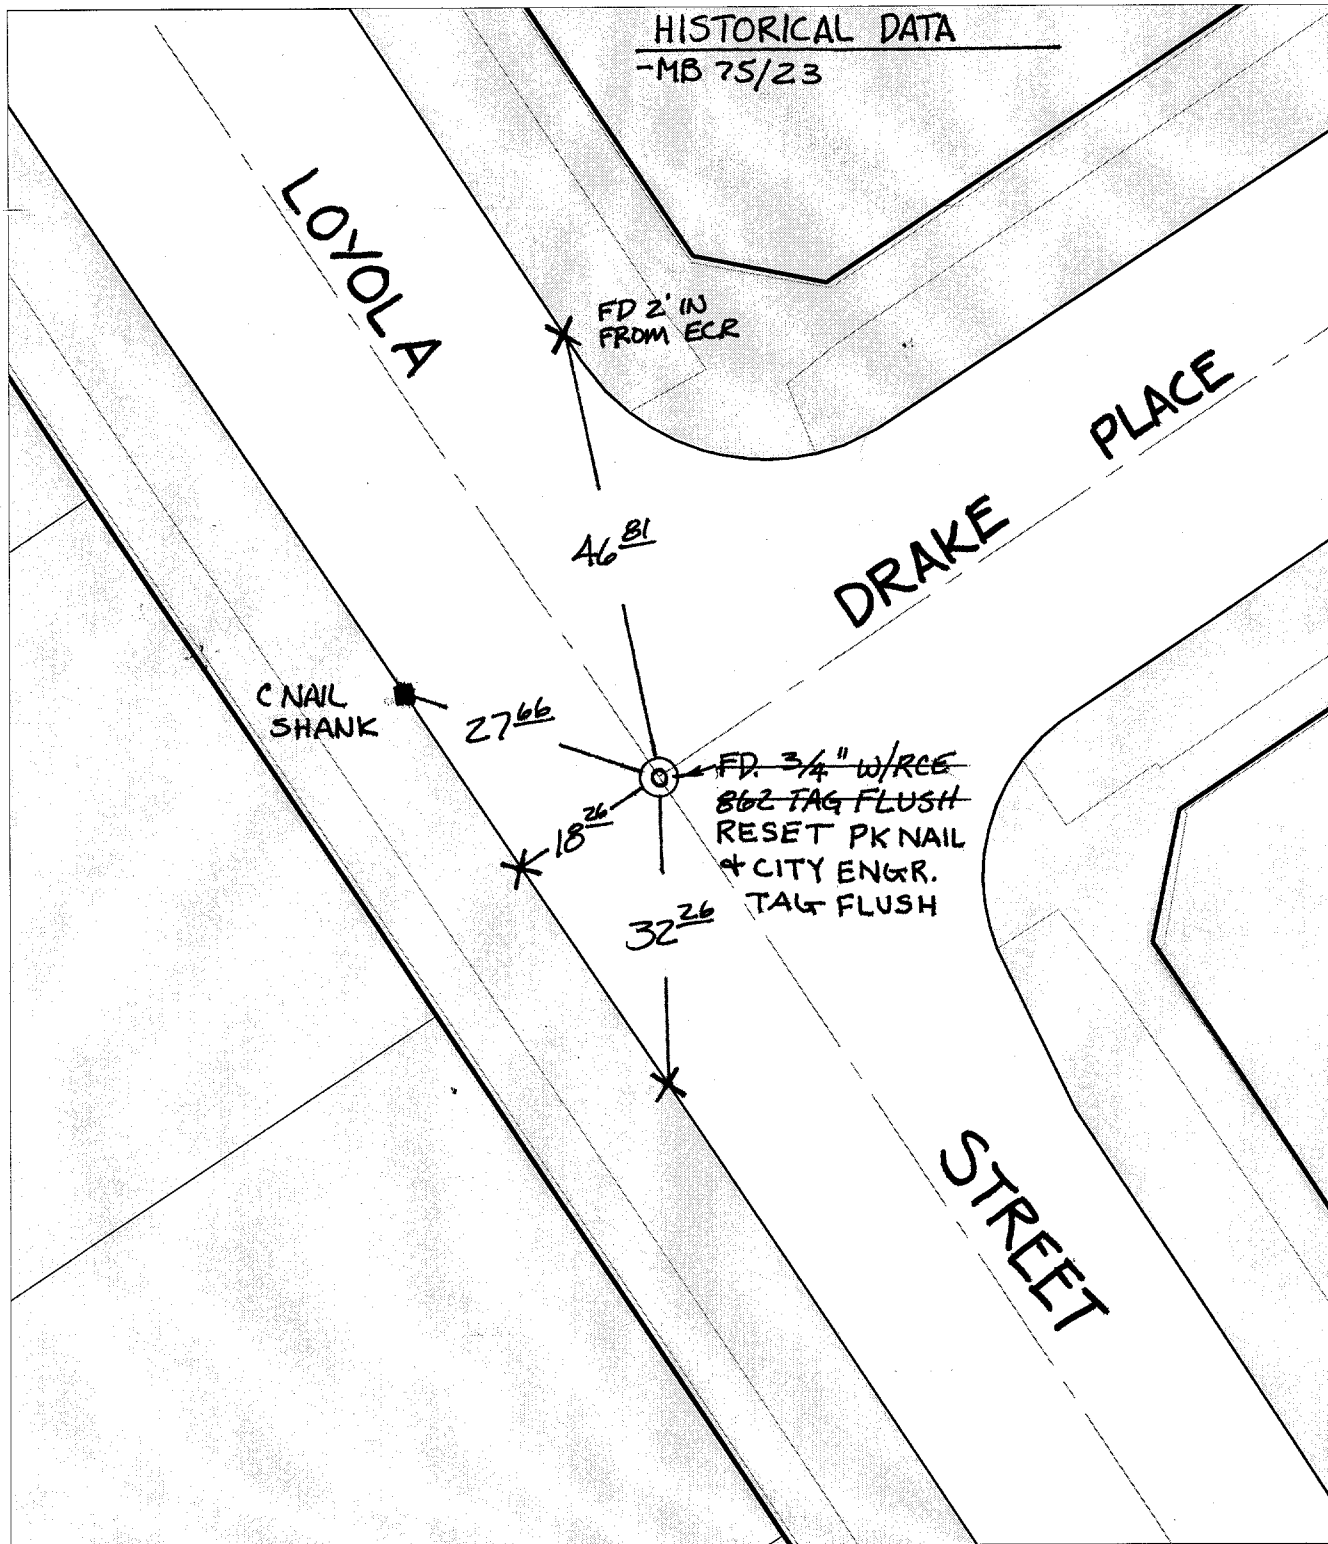 HISTORICAL DATA
-MB 75/23
LOYOLA
FD 2' IN
FROM ECR
PLACE
DRAKE
46 81
C NAIL
SHANK
27 66
FD. 3/4" W/RCE
862 TAG FLUSH
RESET PK NAIL
& CITY ENGR.
TAG FLUSH
18 26
32 26
STREET